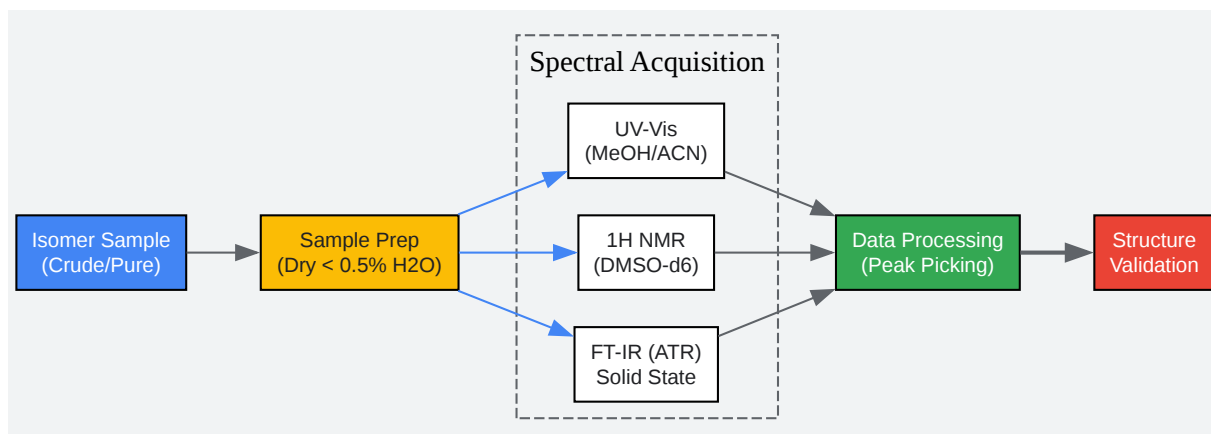 Spectral Acquisition
Isomer Sample
(Crude/Pure)
Sample Prep
(Dry < 0.5% H2O)
UV-Vis
(MeOH/ACN)
1H NMR
(DMSO-d6)
FT-IR (ATR)
Solid State
Data Processing
(Peak Picking)
Structure
Validation